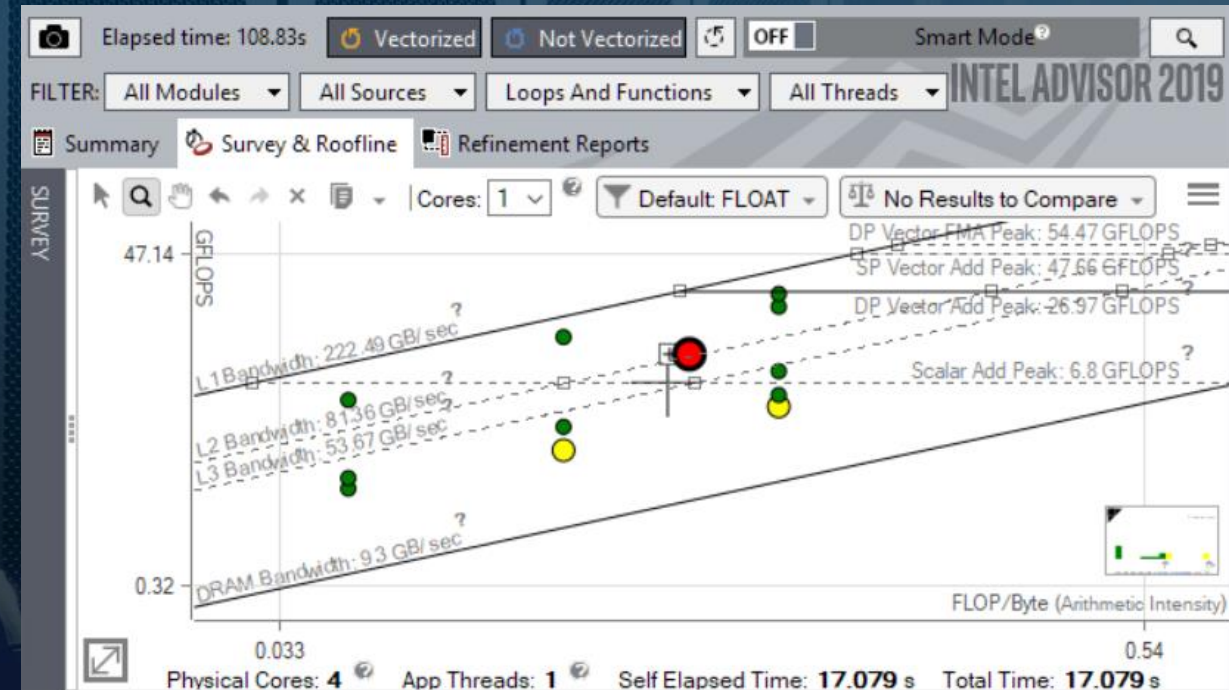 Elapsed time: 108.83s Vectorized Not Vectorized OFF Smart Mode?
FILTER: All Modules All Sources Loops And Functions All Threads INTEL ADVISOR 2019
Summary Survey & Roofline Refinement Reports
SURVEY
Cores: 1 ? Default: FLOAT No Results to Compare
GFLOPS
47.14
DP Vector FMA Peak: 54.47 GFLOPS ?
SP Vector Add Peak: 47.66 GFLOPS
DP Vector Add Peak: 26.97 GFLOPS ?
L1 Bandwidth: 222.49 GB/sec ?
Scalar Add Peak: 6.8 GFLOPS ?
L2 Bandwidth: 81.36 GB/sec ?
L3 Bandwidth: 53.67 GB/sec ?
DRAM Bandwidth: 9.3 GB/sec ?
0.32
FLOP/Byte (Arithmetic Intensity)
0.033 0.54
Physical Cores: 4 ? App Threads: 1 ? Self Elapsed Time: 17.079 s Total Time: 17.079 s